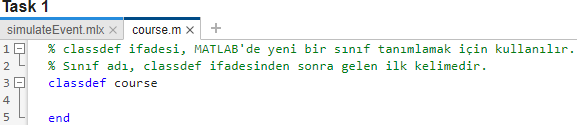 Task 1
simulateEvent.mlx × course.m × +
1 % classdef ifadesi, MATLAB'de yeni bir sınıf tanımlamak için kullanılır.
2 % Sınıf adı, classdef ifadesinden sonra gelen ilk kelimedir.
3 classdef course
4
5 end